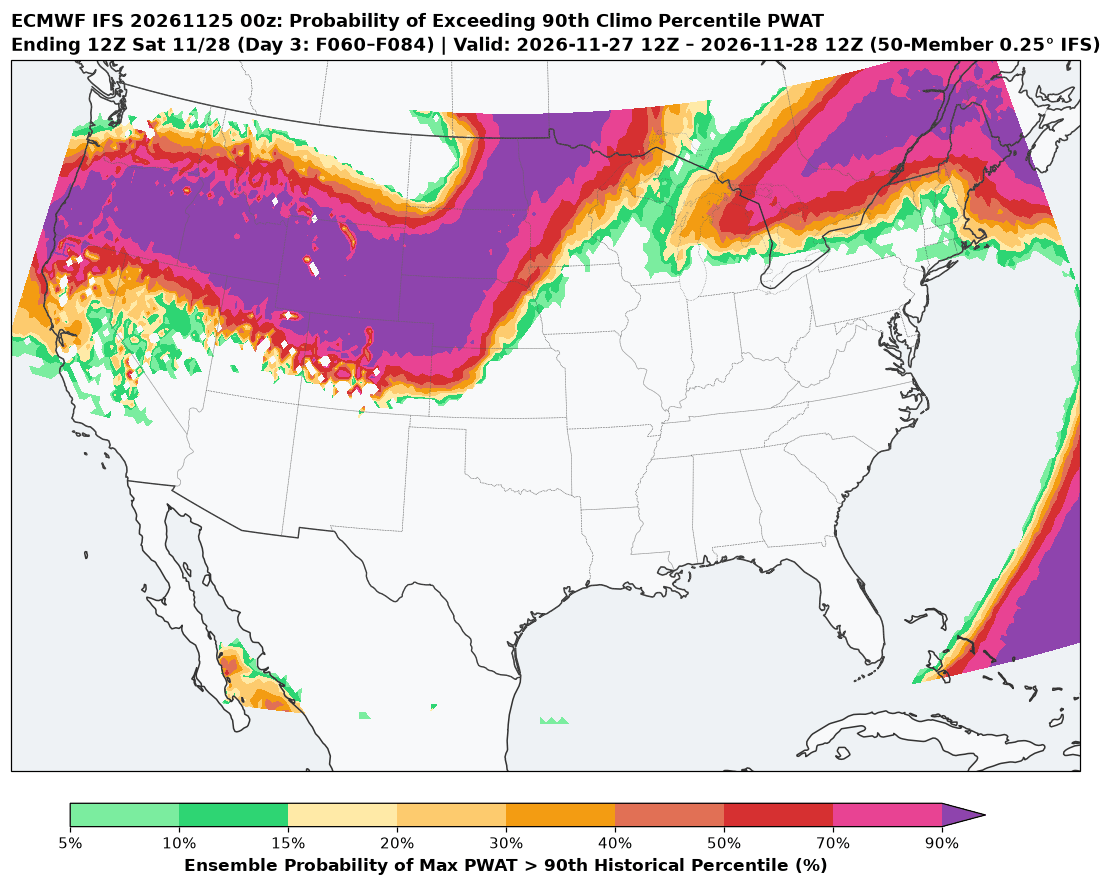 ECMWF IFS 20261125 00z: Probability of Exceeding 90th Climo Percentile PWAT
Ending 12Z Sat 11/28 (Day 3: F060–F084) | Valid: 2026-11-27 12Z – 2026-11-28 12Z (50-Member 0.25° IFS)
5% 10% 15% 20% 30% 40% 50% 70% 90%
Ensemble Probability of Max PWAT > 90th Historical Percentile (%)